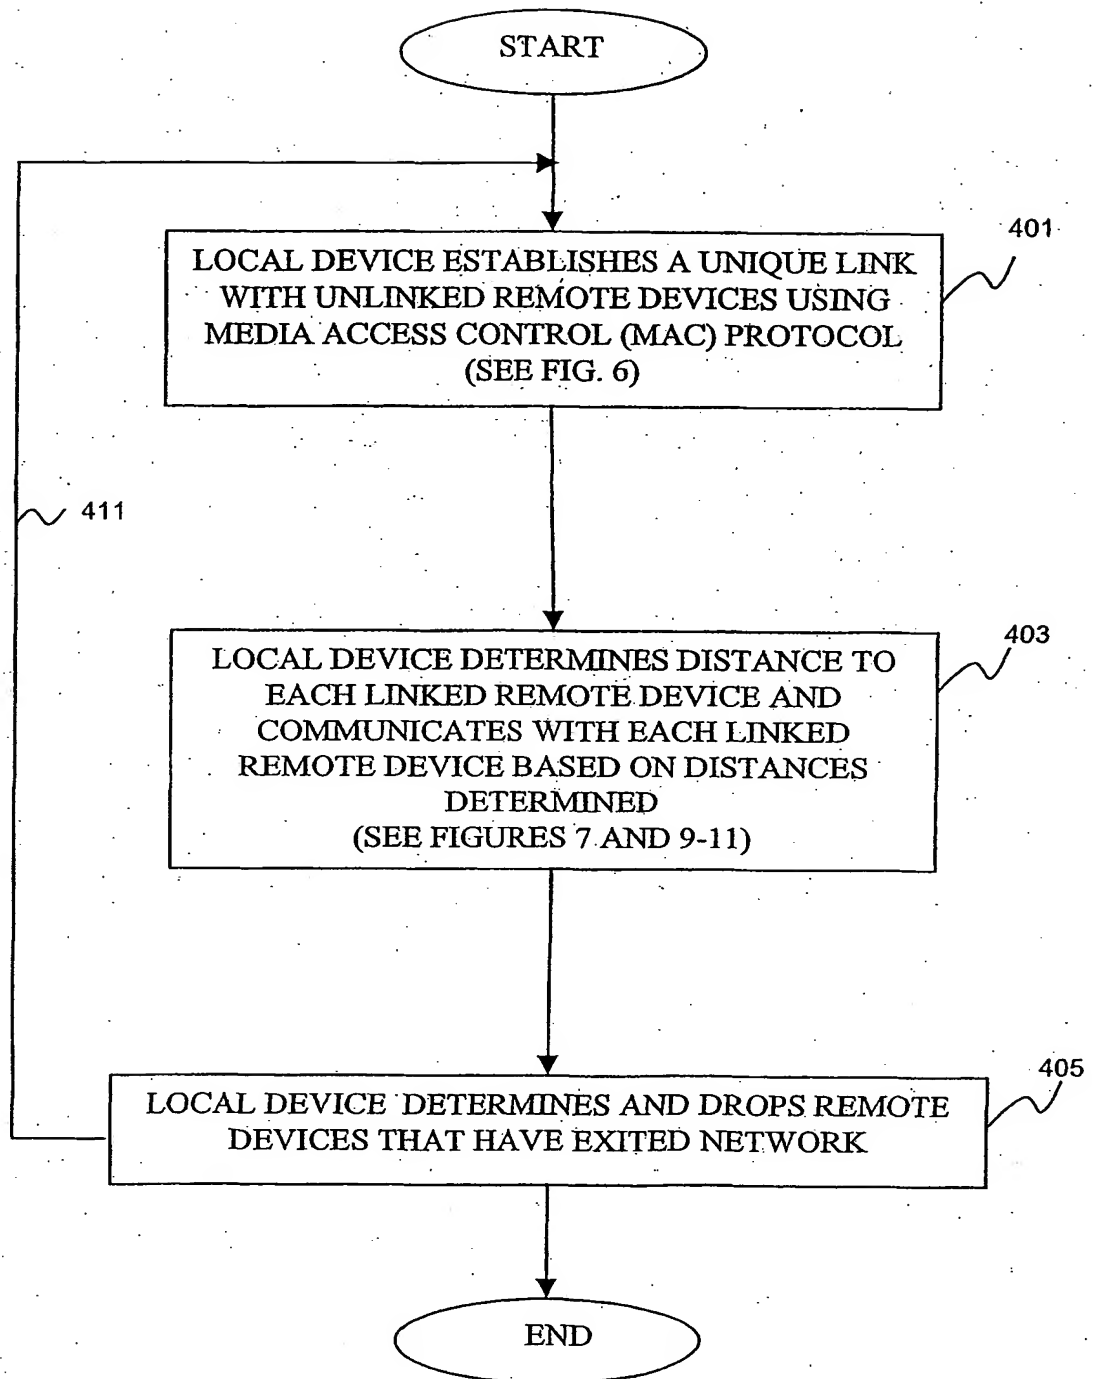 START
401
LOCAL DEVICE ESTABLISHES A UNIQUE LINK
WITH UNLINKED REMOTE DEVICES USING
MEDIA ACCESS CONTROL (MAC) PROTOCOL
(SEE FIG. 6)
411
403
LOCAL DEVICE DETERMINES DISTANCE TO
EACH LINKED REMOTE DEVICE AND
COMMUNICATES WITH EACH LINKED
REMOTE DEVICE BASED ON DISTANCES
DETERMINED
(SEE FIGURES 7 AND 9-11)
405
LOCAL DEVICE DETERMINES AND DROPS REMOTE
DEVICES THAT HAVE EXITED NETWORK
END